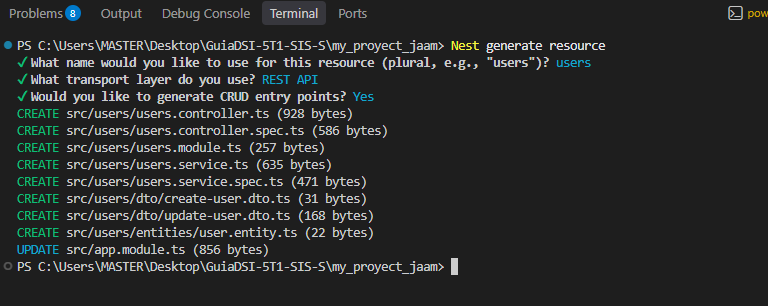 Problems 8 Output Debug Console Terminal Ports pow
PS C:\Users\MASTER\Desktop\GuiaDSI-5T1-SIS-S\my_proyect_jaam> Nest generate resource
✓ What name would you like to use for this resource (plural, e.g., "users")? users
✓ What transport layer do you use? REST API
✓ Would you like to generate CRUD entry points? Yes
CREATE src/users/users.controller.ts (928 bytes)
CREATE src/users/users.controller.spec.ts (586 bytes)
CREATE src/users/users.module.ts (257 bytes)
CREATE src/users/users.service.ts (635 bytes)
CREATE src/users/users.service.spec.ts (471 bytes)
CREATE src/users/dto/create-user.dto.ts (31 bytes)
CREATE src/users/dto/update-user.dto.ts (168 bytes)
CREATE src/users/entities/user.entity.ts (22 bytes)
UPDATE src/app.module.ts (856 bytes)
PS C:\Users\MASTER\Desktop\GuiaDSI-5T1-SIS-S\my_proyect_jaam>